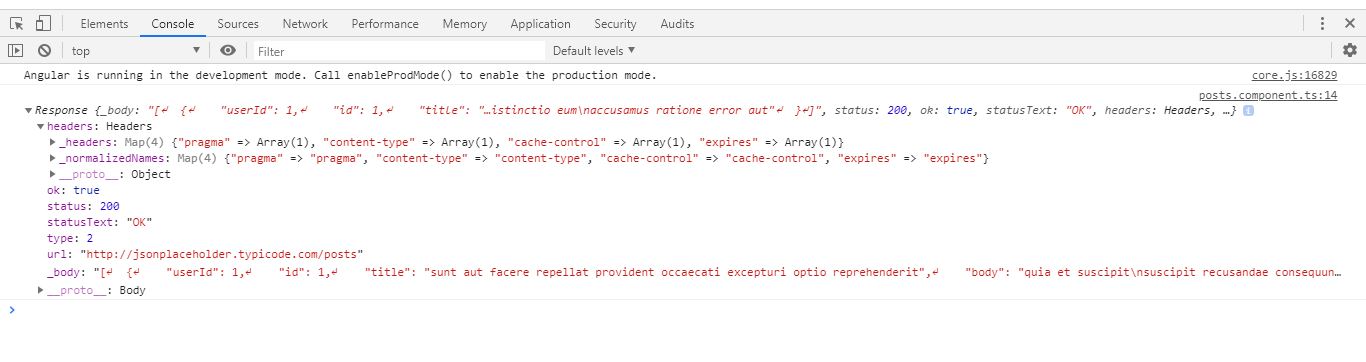 Elements Console Sources Network Performance Memory Application Security Audits
top Filter Default levels
Angular is running in the development mode. Call enableProdMode() to enable the production mode. core.js:16829
posts.component.ts:14
Response {_body: "[↵  {↵    "userId": 1,↵    "id": 1,↵    "title": "…istinctio eum\naccusamus ratione error aut"↵  }↵]", status: 200, ok: true, statusText: "OK", headers: Headers, …} i
headers: Headers
_headers: Map(4) {"pragma" => Array(1), "content-type" => Array(1), "cache-control" => Array(1), "expires" => Array(1)}
_normalizedNames: Map(4) {"pragma" => "pragma", "content-type" => "content-type", "cache-control" => "cache-control", "expires" => "expires"}
__proto__: Object
ok: true
status: 200
statusText: "OK"
type: 2
url: "http://jsonplaceholder.typicode.com/posts"
_body: "[↵  {↵    "userId": 1,↵    "id": 1,↵    "title": "sunt aut facere repellat provident occaecati excepturi optio reprehenderit",↵    "body": "quia et suscipit\nsuscipit recusandae consequun…
__proto__: Body